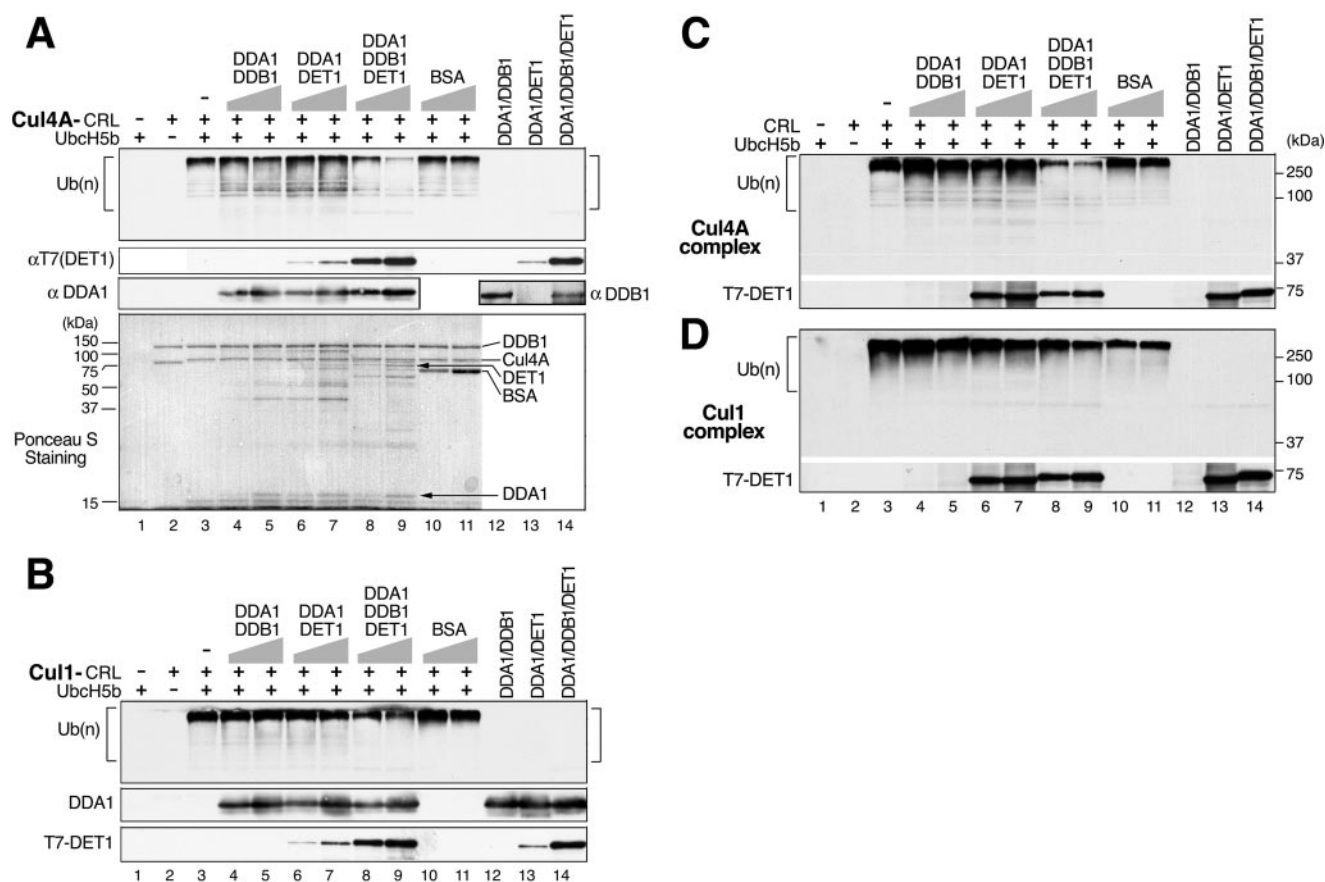 A
DDA1
DDA1 DDA1 DDB1
DDB1 DET1 DET1 BSA
DDA1/DDB1
DDA1/DET1
DDA1/DDB1/DET1
–
Cul4A- CRL – + + + + + + + + + +
UbcH5b + – + + + + + + + + +
Ub(n)
αT7(DET1)
α DDA1
α DDB1
(kDa)
150
100
75
50
37
15
DDB1
Cul4A
DET1
BSA
DDA1
Ponceau S
Staining
1 2 3 4 5 6 7 8 9 10 11 12 13 14
B
DDA1
DDA1 DDA1 DDB1
DDB1 DET1 DET1 BSA
DDA1/DDB1
DDA1/DET1
DDA1/DDB1/DET1
–
Cul1- CRL – + + + + + + + + + +
UbcH5b + – + + + + + + + + +
Ub(n)
DDA1
T7-DET1
1 2 3 4 5 6 7 8 9 10 11 12 13 14
C
DDA1
DDA1 DDA1 DDB1
DDB1 DET1 DET1 BSA
DDA1/DDB1
DDA1/DET1
DDA1/DDB1/DET1
–
CRL – + + + + + + + + + +
UbcH5b + – + + + + + + + + +
(kDa)
Ub(n)
250
100
Cul4A
complex
37
T7-DET1
75
D
Ub(n)
250
100
Cul1
complex
37
T7-DET1
75
1 2 3 4 5 6 7 8 9 10 11 12 13 14